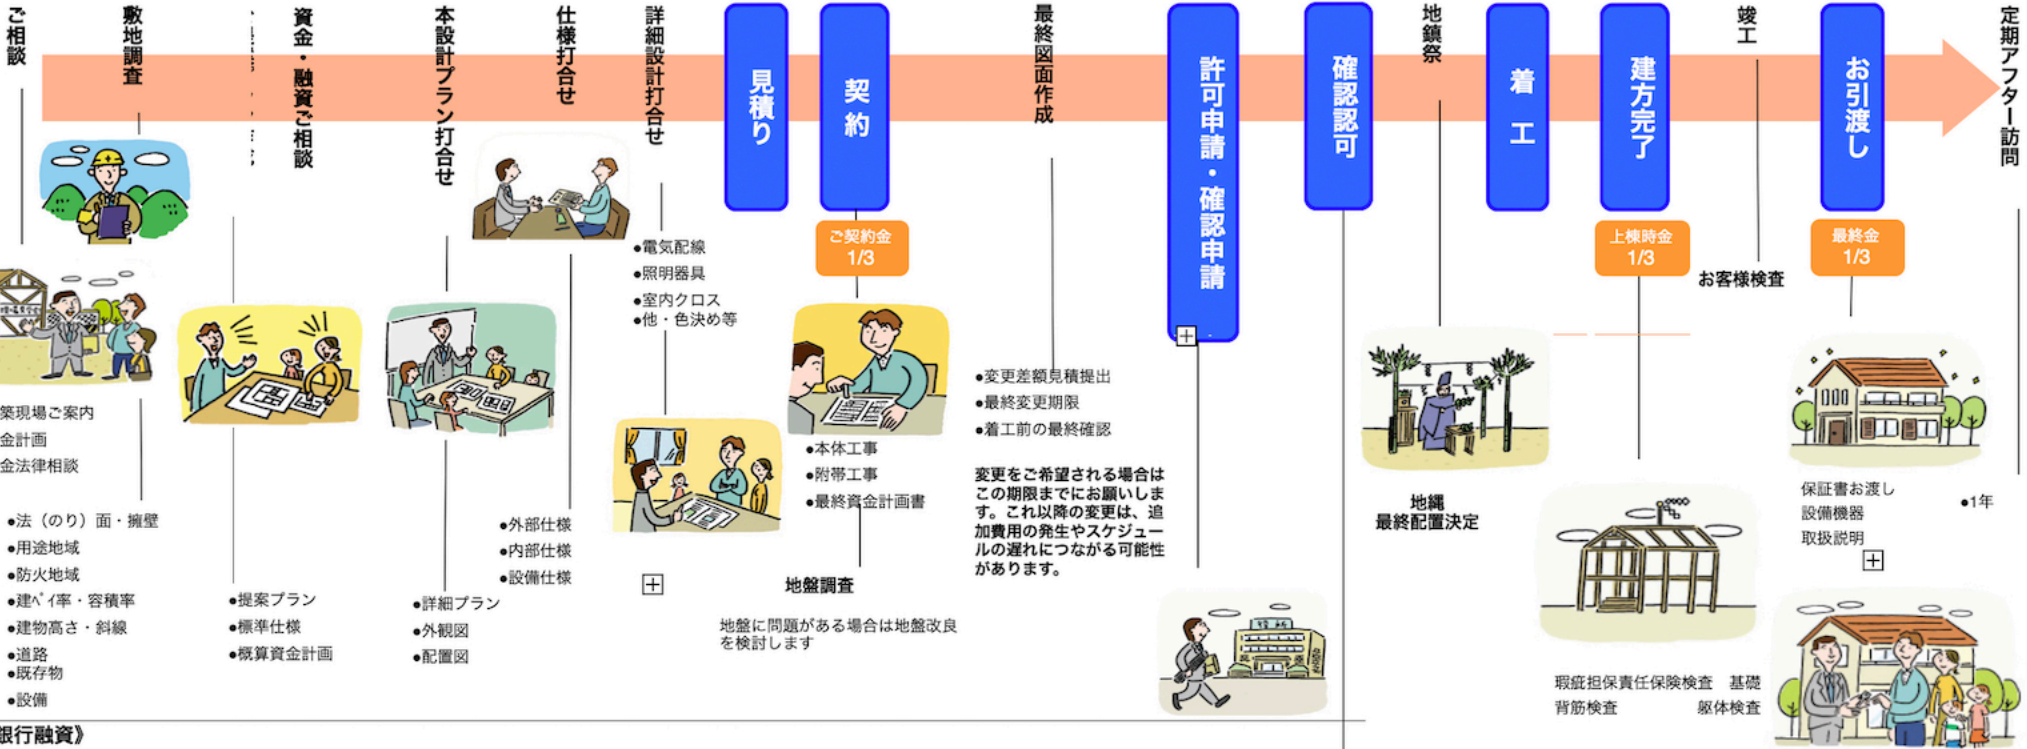 ご相談
敷地調査
資金・融資ご相談
本設計プラン打合せ
仕様打合せ
詳細設計打合せ
見積り
契約
最終図面作成
許可申請・確認申請
確認認可
地鎮祭
着工
建方完了
竣工
お引渡し
定期アフター訪問
築現場ご案内
金計画
金法律相談
●法（のり）面・擁壁
●用途地域
●防火地域
●建ﾍﾟｲ率・容積率
●建物高さ・斜線
●道路
●既存物
●設備
●提案プラン
●標準仕様
●概算資金計画
●詳細プラン
●外観図
●配置図
●外部仕様
●内部仕様
●設備仕様
●電気配線
●照明器具
●室内クロス
●他・色決め等
ご契約金
1/3
●本体工事
●附帯工事
●最終資金計画書
地盤調査
地盤に問題がある場合は地盤改良
を検討します
●変更差額見積提出
●最終変更期限
●着工前の最終確認
変更をご希望される場合は
この期限までにお願いしま
す。これ以降の変更は、追
加費用の発生やスケジュー
ルの遅れにつながる可能性
があります。
役所
地縄
最終配置決定
上棟時金
1/3
瑕疵担保責任保険検査　基礎
背筋検査　躯体検査
お客様検査
最終金
1/3
保証書お渡し
設備機器
取扱説明
●1年
銀行融資》